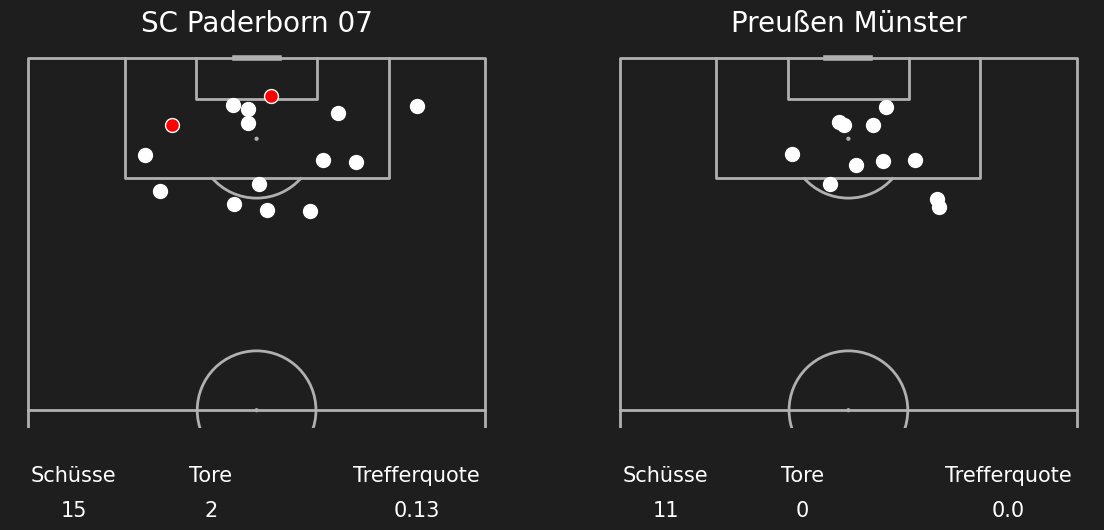 SC Paderborn 07
Preußen Münster
Schüsse Tore Trefferquote
15 2 0.13
Schüsse Tore Trefferquote
11 0 0.0